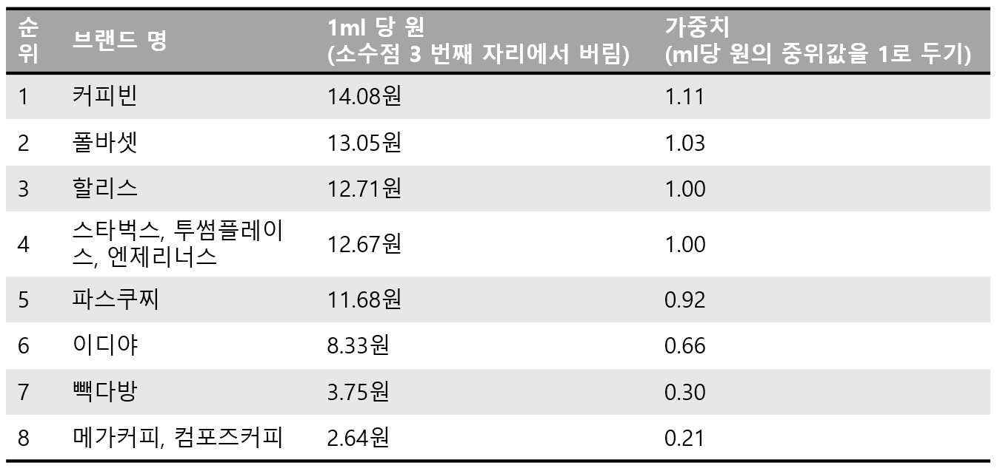 순위 브랜드 명 1ml 당 원 (소수점 3 번째 자리에서 버림) 가중치 (ml당 원의 중위값을 1로 두기)
1 커피빈 14.08원 1.11
2 폴바셋 13.05원 1.03
3 할리스 12.71원 1.00
4 스타벅스, 투썸플레이스, 엔제리너스 12.67원 1.00
5 파스쿠찌 11.68원 0.92
6 이디야 8.33원 0.66
7 빽다방 3.75원 0.30
8 메가커피, 컴포즈커피 2.64원 0.21